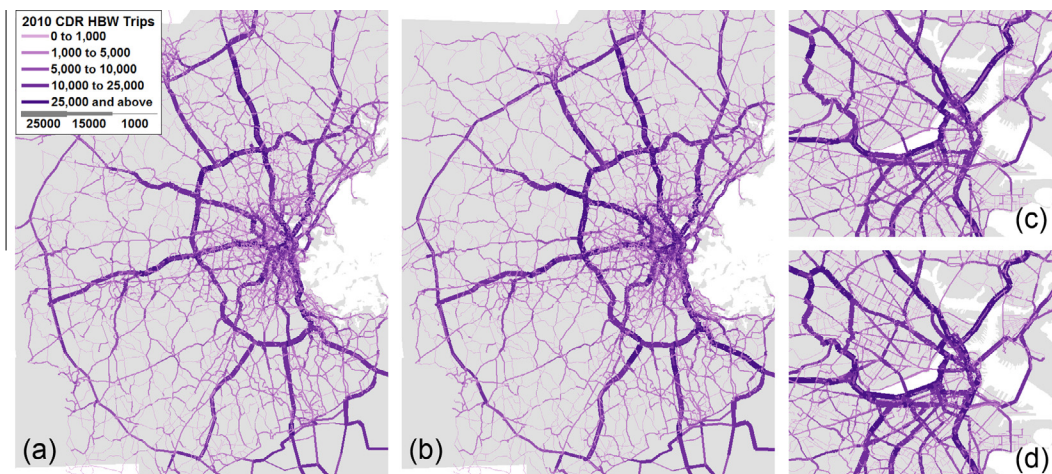 2010 CDR HBW Trips
0 to 1,000
1,000 to 5,000
5,000 to 10,000
10,000 to 25,000
25,000 and above
25000 15000 1000
(a)
(b)
(c)
(d)